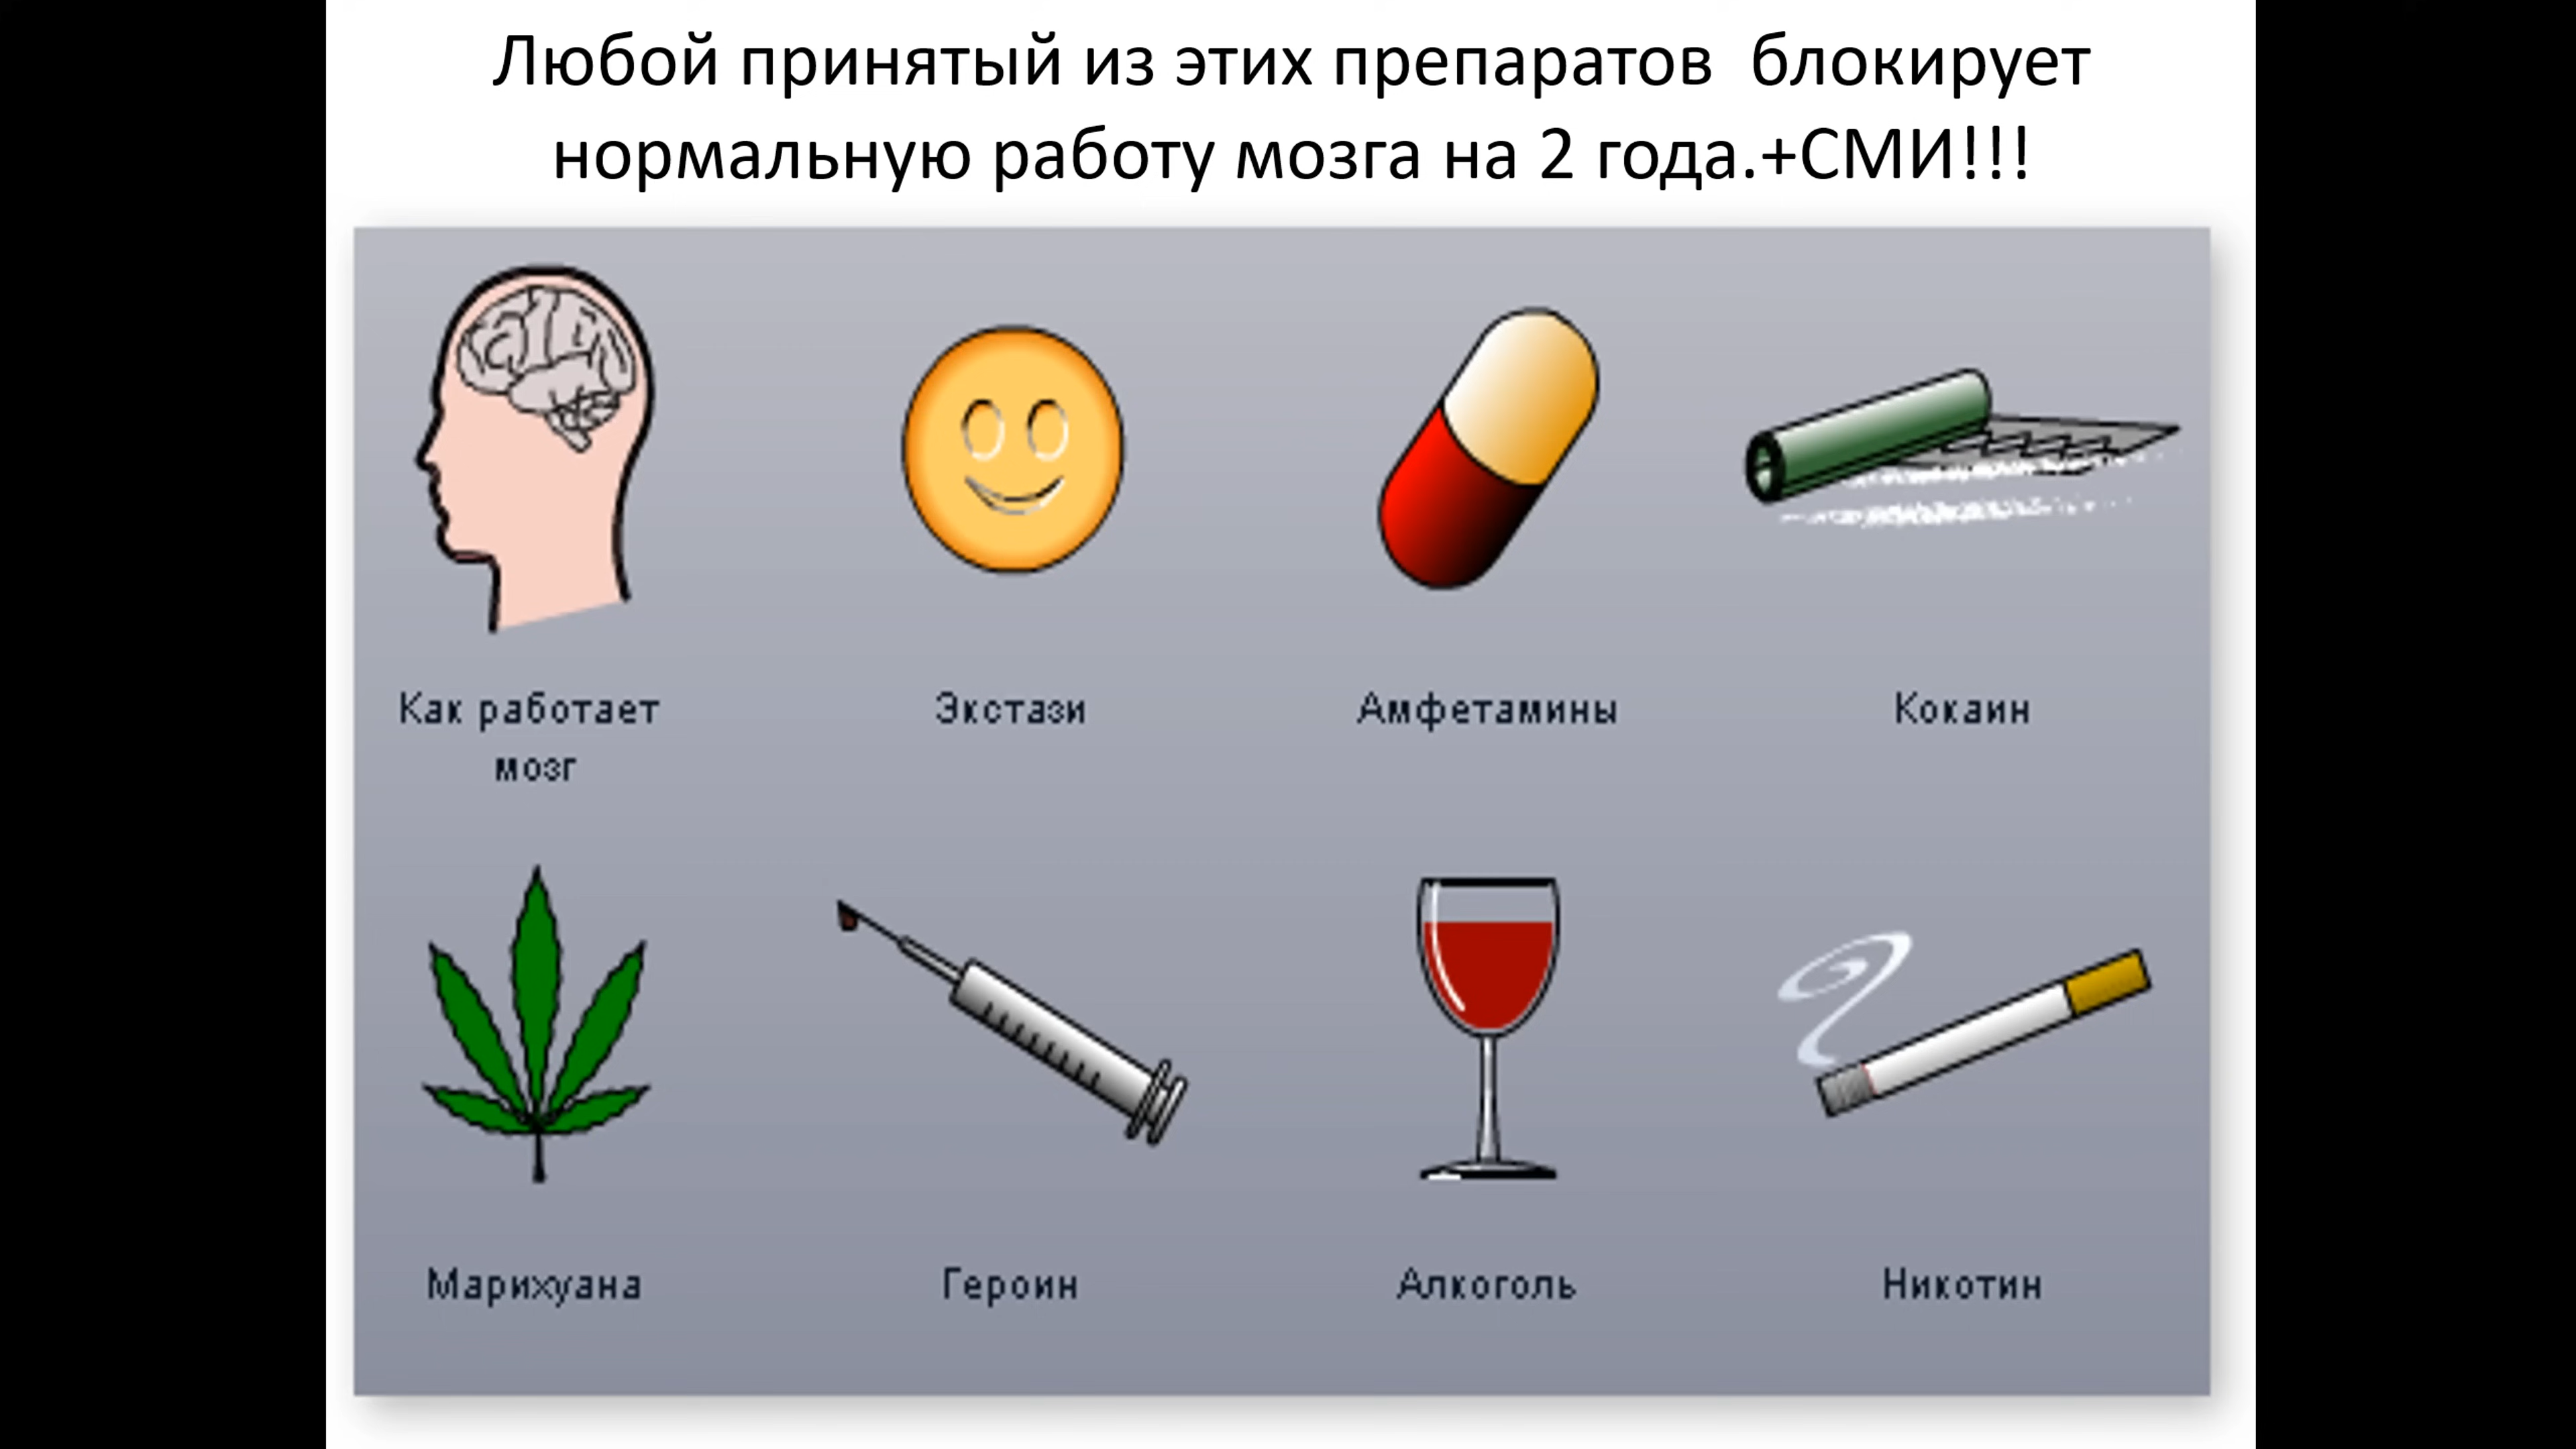 Любой принятый из этих препаратов  блокирует
нормальную работу мозга на 2 года.+СМИ!!!
Как работает
мозг
Экстази
Амфетамины
Кокаин
Марихуана
Героин
Алкоголь
Никотин